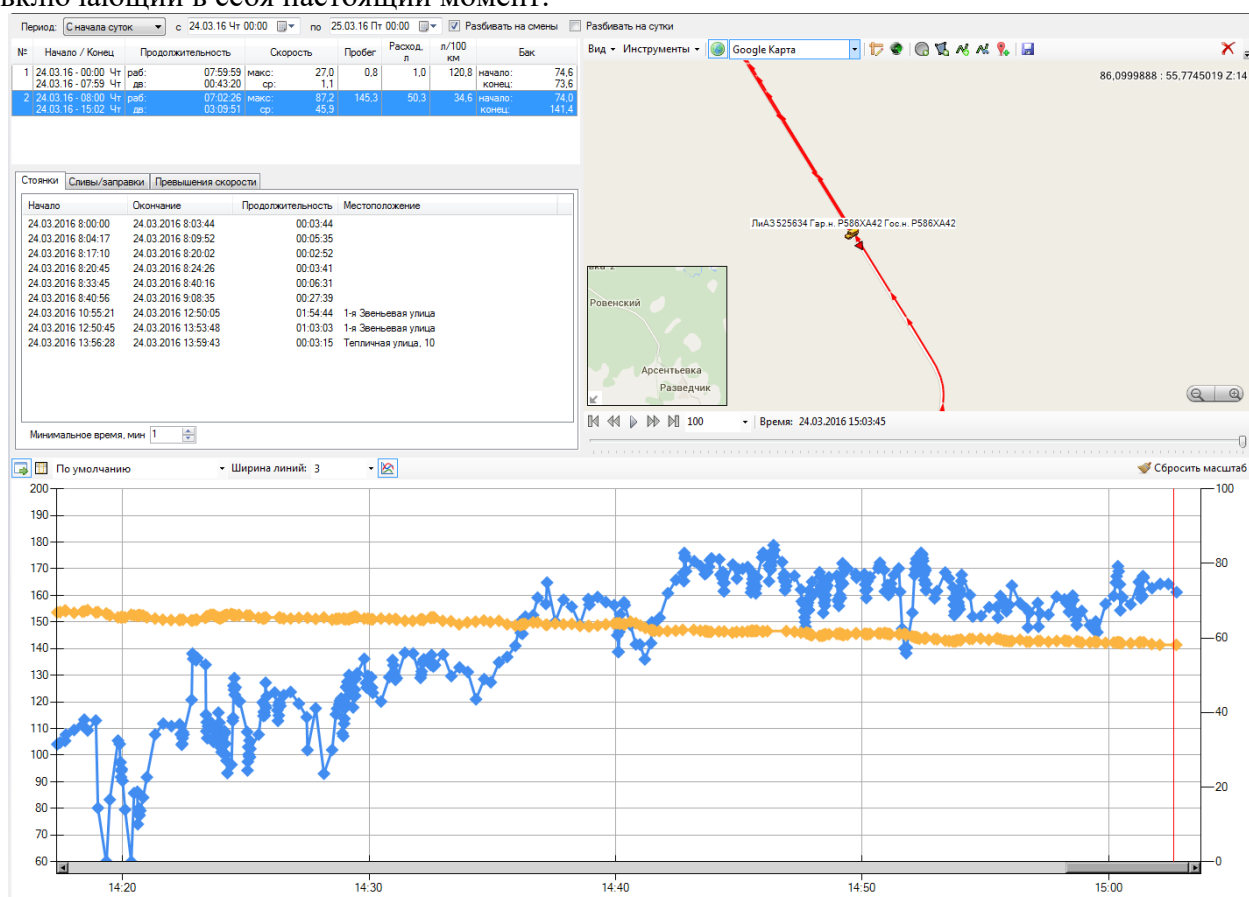 включающий в себя настоящий момент.
Период: С начала суток с 24.03.16 Чт 00:00 по 25.03.16 Пт 00:00 Разбивать на смены Разбивать на сутки
№ Начало / Конец Продолжительность Скорость Пробег Расход, л л/100 км Бак
1 24.03.16 - 00:00 Чт раб: 07:59:59 макс: 27,0 0,8 1,0 120,8 начало: 74,6
24.03.16 - 07:59 Чт дв: 00:43:20 ср: 1,1 конец: 73,6
2 24.03.16 - 08:00 Чт раб: 07:02:26 макс: 87,2 145,3 50,3 34,6 начало: 74,0
24.03.16 - 15:02 Чт дв: 03:09:51 ср: 45,9 конец: 141,4
Стоянки Сливы/заправки Превышения скорости
Начало Окончание Продолжительность Местоположение
24.03.2016 8:00:00 24.03.2016 8:03:44 00:03:44
24.03.2016 8:04:17 24.03.2016 8:09:52 00:05:35
24.03.2016 8:17:10 24.03.2016 8:20:02 00:02:52
24.03.2016 8:20:45 24.03.2016 8:24:26 00:03:41
24.03.2016 8:33:45 24.03.2016 8:40:16 00:06:31
24.03.2016 8:40:56 24.03.2016 9:08:35 00:27:39
24.03.2016 10:55:21 24.03.2016 12:50:05 01:54:44 1-я Звеньевая улица
24.03.2016 12:50:45 24.03.2016 13:53:48 01:03:03 1-я Звеньевая улица
24.03.2016 13:56:28 24.03.2016 13:59:43 00:03:15 Тепличная улица, 10
Минимальное время, мин 1
Вид Инструменты Google Карта
86,0999888 : 55,7745019 Z:14
ЛиАЗ 525634 Гар.н. Р586ХА42 Гос.н. Р586ХА42
Ровенский
Арсентьевка
Разведчик
100 Время: 24.03.2016 15:03:45
По умолчанию Ширина линий: 3 Сбросить масштаб
200 100
190
180
170 80
160
150
140 60
130
120
110
100 40
90
80 20
70
60 0
14:20 14:30 14:40 14:50 15:00